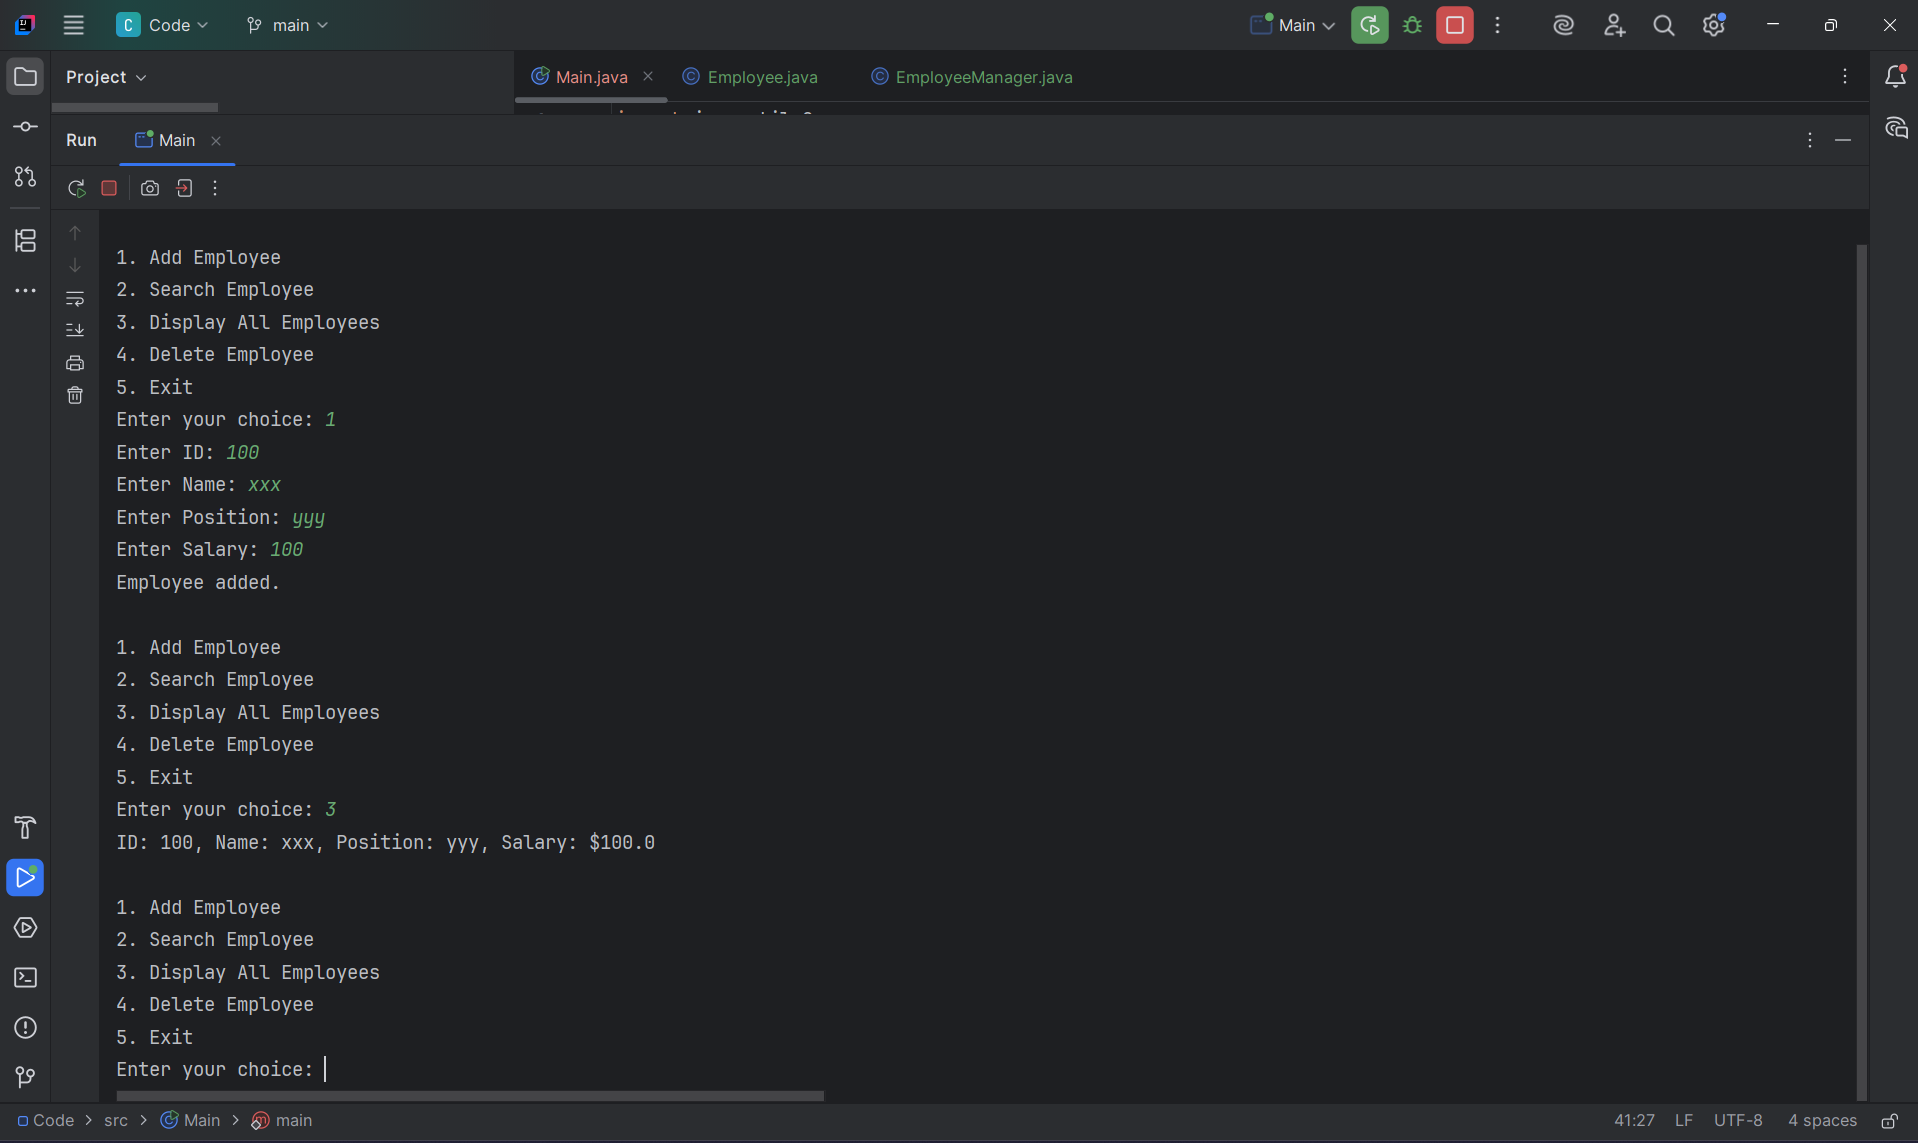 C Code main Main
Project Main.java Employee.java EmployeeManager.java
Run Main
1. Add Employee
2. Search Employee
3. Display All Employees
4. Delete Employee
5. Exit
Enter your choice: 1
Enter ID: 100
Enter Name: xxx
Enter Position: yyy
Enter Salary: 100
Employee added.
1. Add Employee
2. Search Employee
3. Display All Employees
4. Delete Employee
5. Exit
Enter your choice: 3
ID: 100, Name: xxx, Position: yyy, Salary: $100.0
1. Add Employee
2. Search Employee
3. Display All Employees
4. Delete Employee
5. Exit
Enter your choice:
Code > src > Main > main 41:27 LF UTF-8 4 spaces